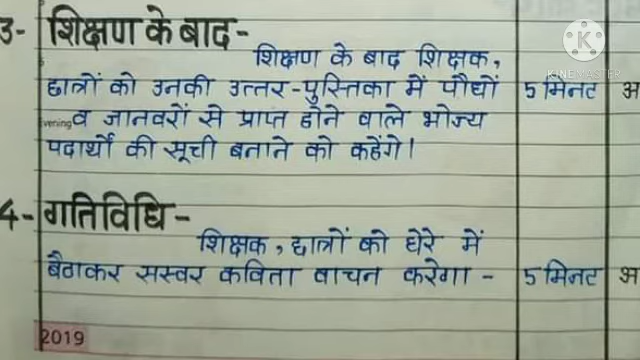 3- शिक्षण के बाद-
शिक्षण के बाद शिक्षक,
छात्रों को उनकी उत्तर-पुस्तिका में पौधों 5 मिनट अ
Evening व जानवरों से प्राप्त होने वाले भोज्य
पदार्थों की सूची बनाने को कहेंगे।
4- गतिविधि-
शिक्षक, छात्रों को घेरे में
बैठाकर सस्वर कविता वाचन करेगा - 5 मिनट अ
2019
KINEMASTER